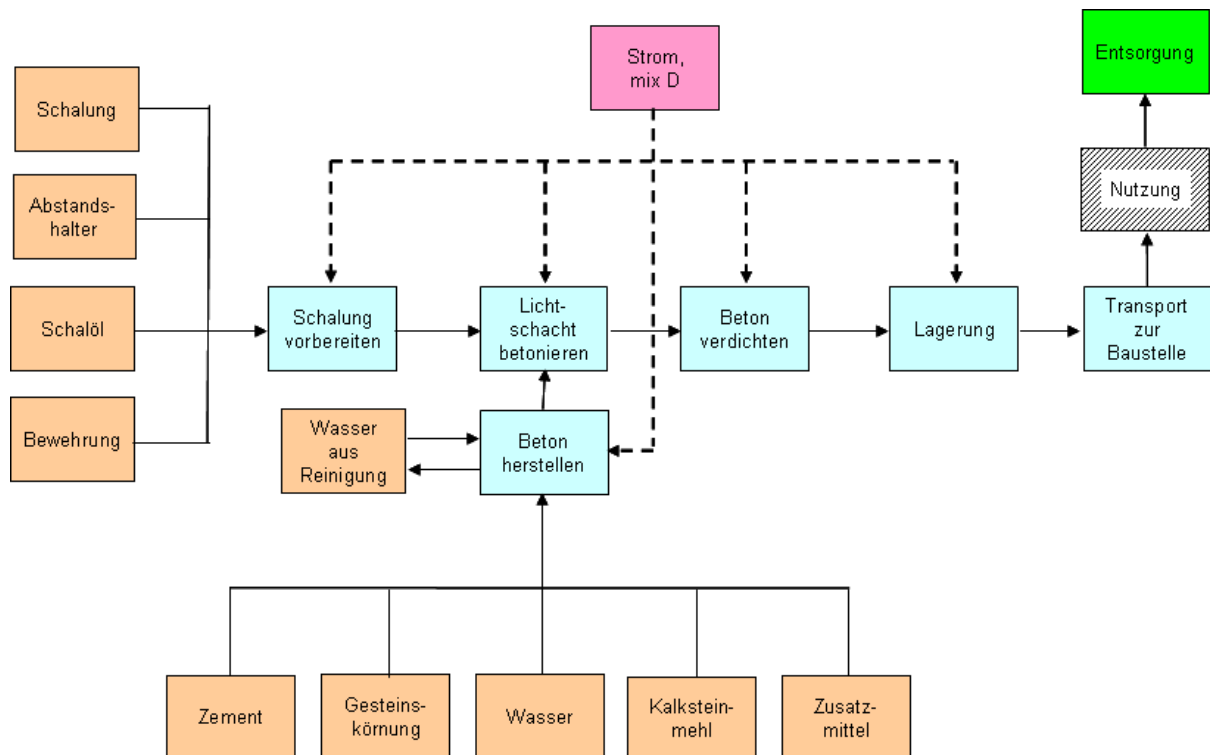 Strom,
mix D
Entsorgung
Schalung
Nutzung
Abstands-
halter
Schalöl
Schalung
vorbereiten
Licht-
schacht
betonieren
Beton
verdichten
Lagerung
Transport
zur
Baustelle
Bewehrung
Wasser
aus
Reinigung
Beton
herstellen
Zement
Gesteins-
körnung
Wasser
Kalkstein-
mehl
Zusatz-
mittel